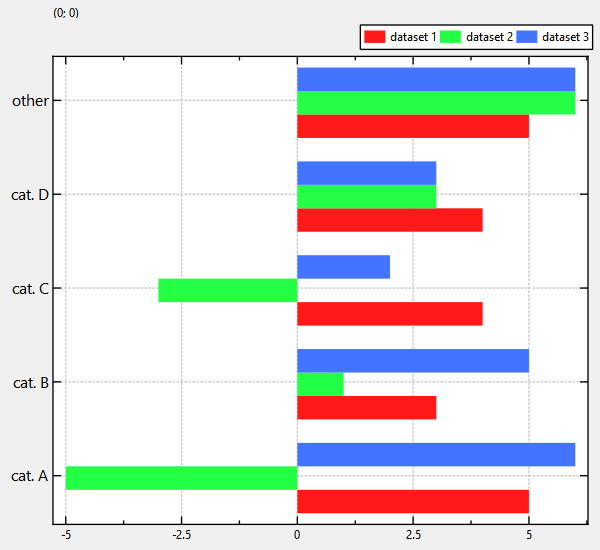 (0; 0)
dataset 1 dataset 2 dataset 3
other
cat. D
cat. C
cat. B
cat. A
-5 -2.5 0 2.5 5